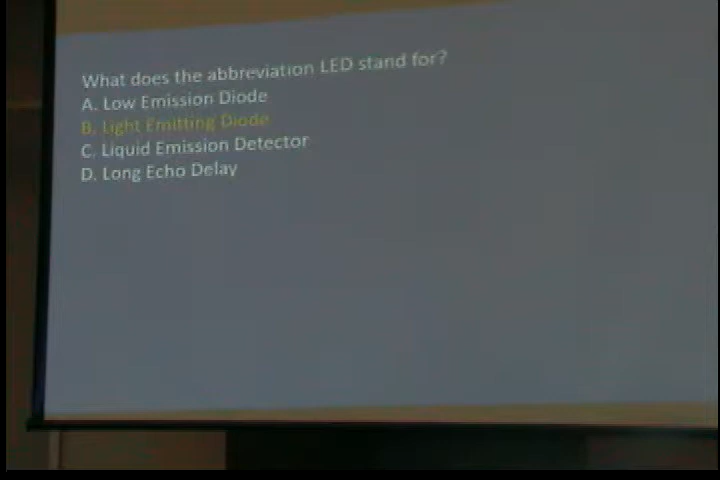 What does the abbreviation LED stand for?
A. Low Emission Diode
B. Light Emitting Diode
C. Liquid Emission Detector
D. Long Echo Delay